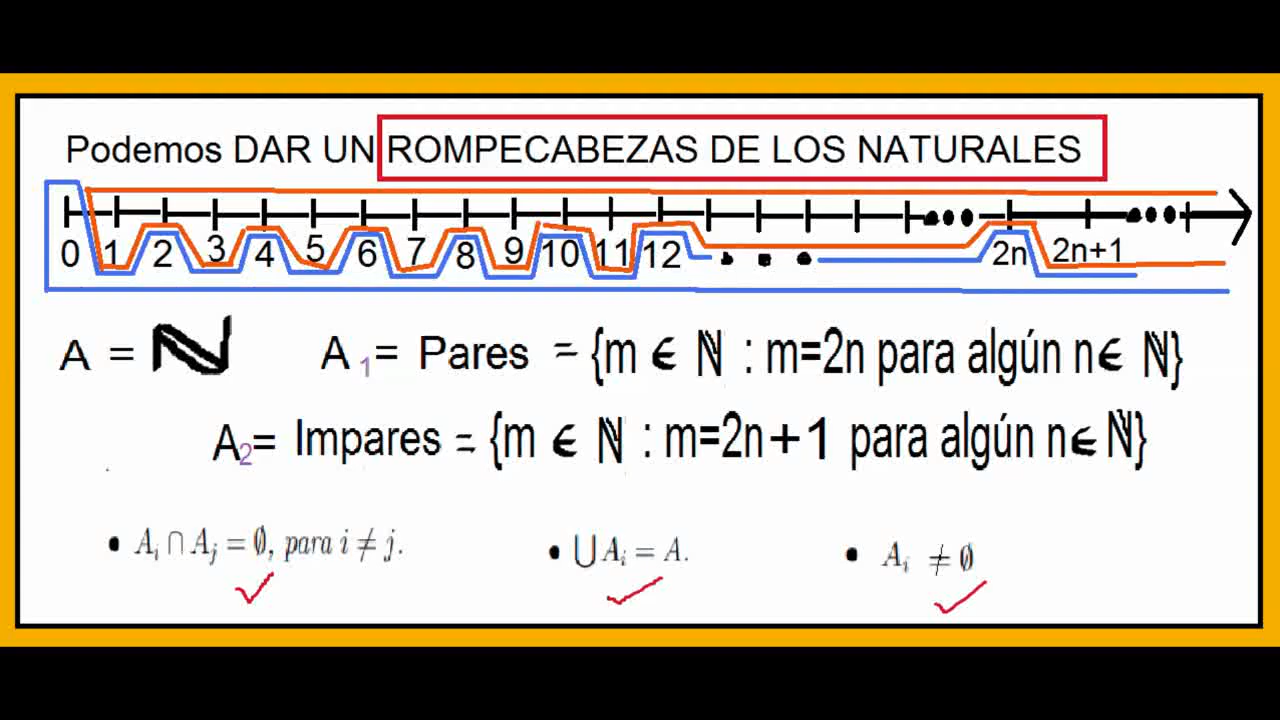 Podemos DAR UN ROMPECABEZAS DE LOS NATURALES
0 1 2 3 4 5 6 7 8 9 10 11 12 ... 2n 2n+1
A = ℕ A₁= Pares = {m ϵ ℕ : m=2n para algún nϵ ℕ}
A₂= Impares = {m ϵ ℕ : m=2n+1 para algún nϵ ℕ}
• Aᵢ ∩ Aⱼ = ∅, para i ≠ j. • ⋃ Aᵢ = A. • Aᵢ ≠ ∅